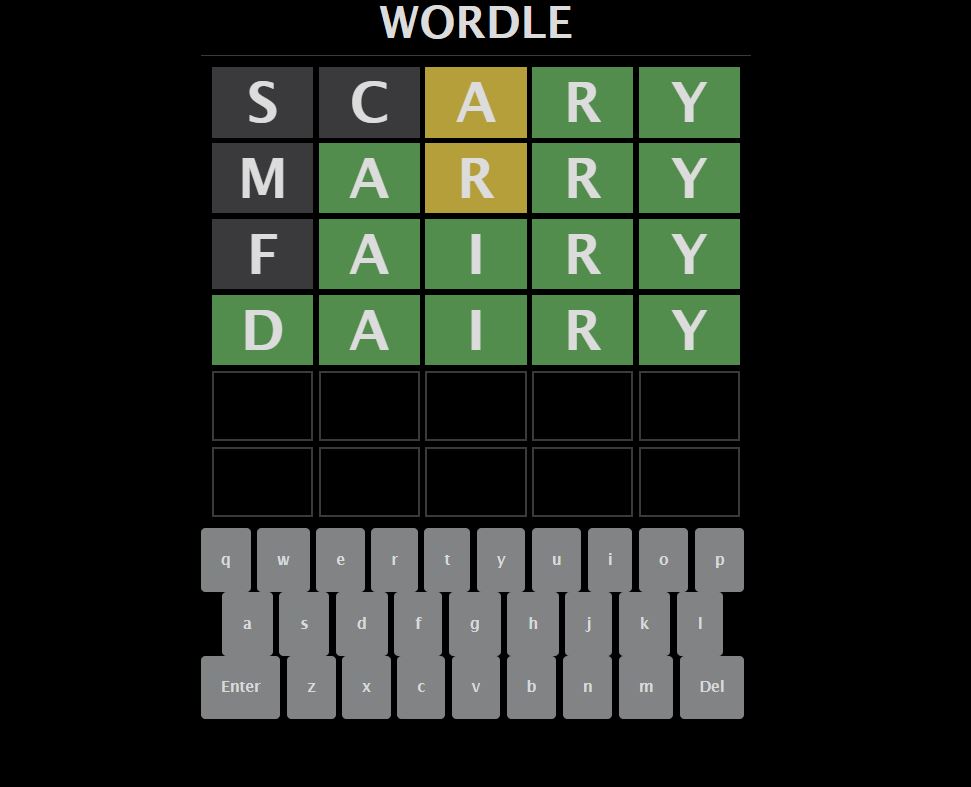 WORDLE
S C A R Y
M A R R Y
F A I R Y
D A I R Y
q w e r t y u i o p
a s d f g h j k l
Enter z x c v b n m Del